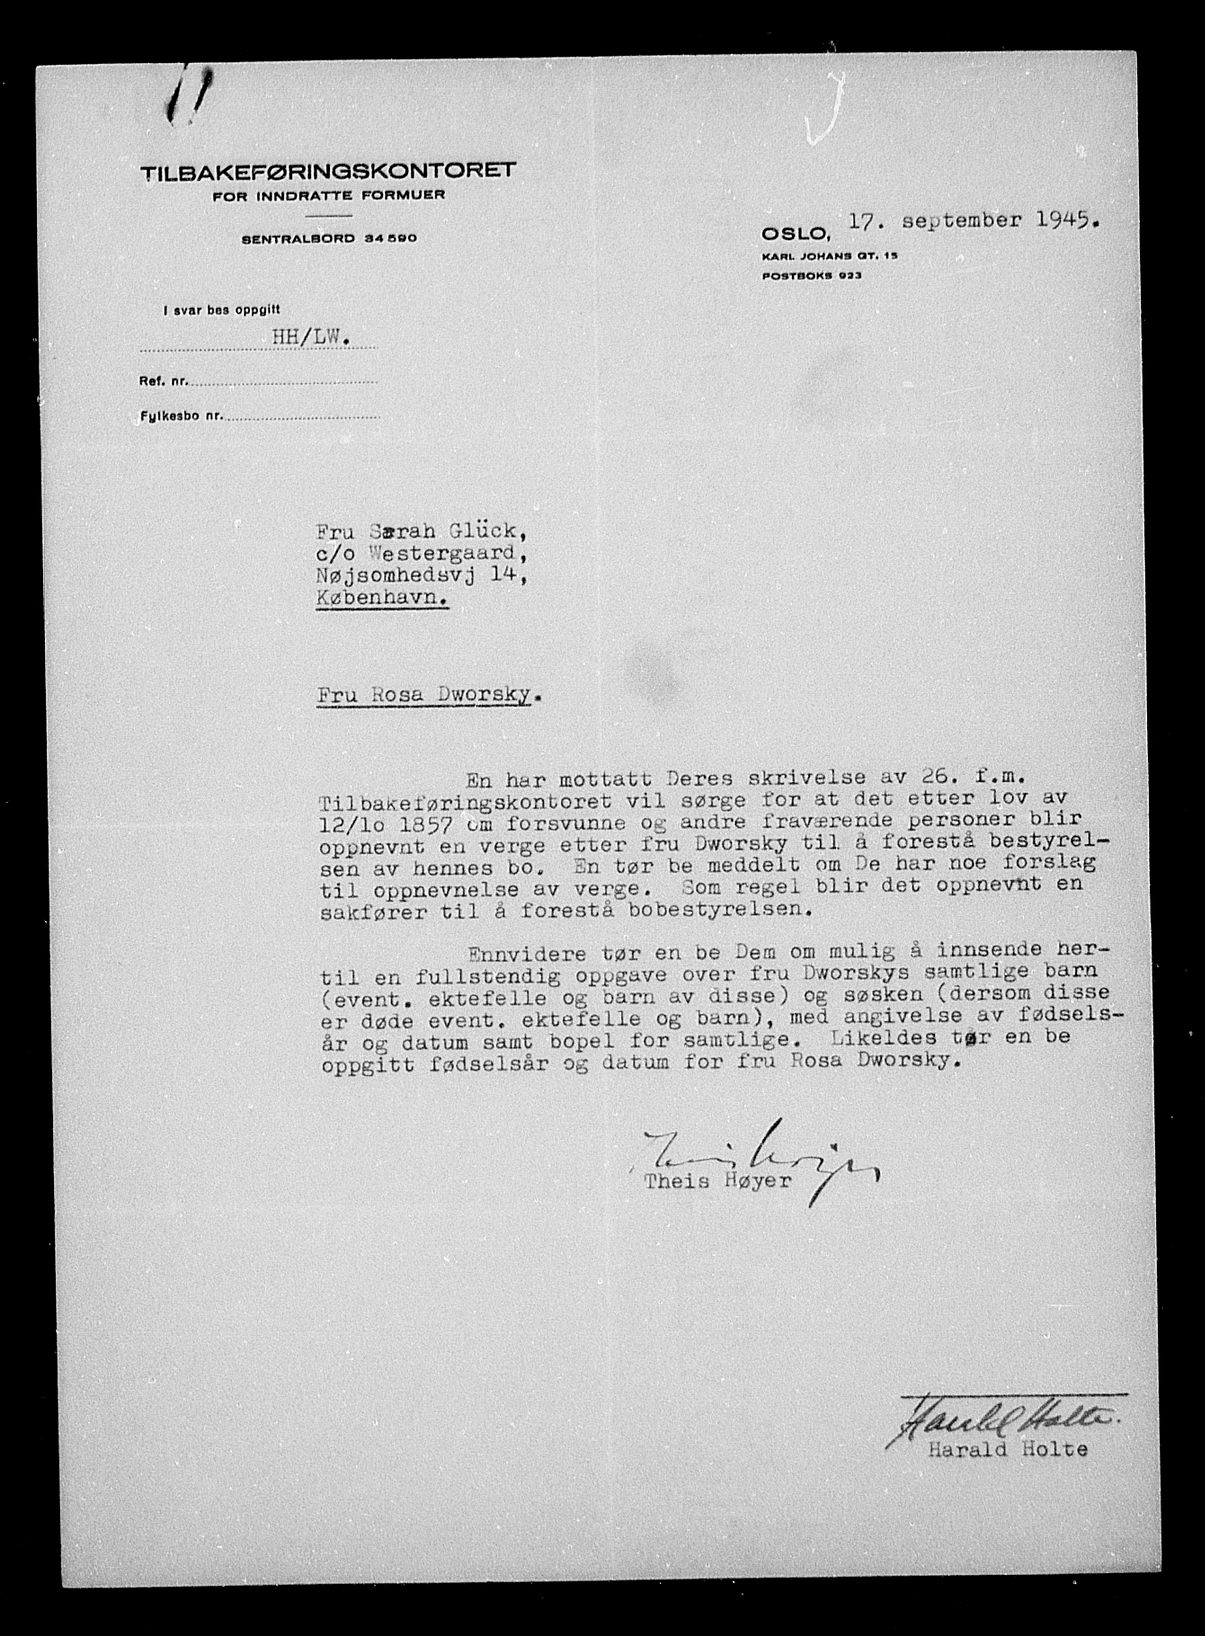 TILBAKEFØRINGSKONTORET
FOR INNDRATTE FORMUER
SENTRALBORD 34590
OSLO, 17. september 1945.
KARL JOHANS GT. 15
POSTBOKS 923
I svar bes oppgitt
HH/LW.
Ref. nr.
Fylkesbo nr.
Fru Særah Glück,
c/o Westergaard,
Nøjsomhedsvj 14,
København.
Fru Rosa Dworsky.
En har mottatt Deres skrivelse av 26. f.m.
Tilbakeføringskontoret vil sørge for at det etter lov av
12/1o 1857 om forsvunne og andre fraværende personer blir
oppnevnt en verge etter fru Dworsky til å forestå bestyrel-
sen av hennes bo. En tør be meddelt om De har noe forslag
til oppnevnelse av verge. Som regel blir det oppnevnt en
sakfører til å forestå bobestyrelsen.
Ennvidere tør en be Dem om mulig å innsende her-
til en fullstendig oppgave over fru Dworskys samtlige barn
(event. ektefelle og barn av disse) og søsken (dersom disse
er døde event. ektefelle og barn), med angivelse av fødsels-
år og datum samt bopel for samtlige. Likeldes tør en be
oppgitt fødselsår og datum for fru Rosa Dworsky.
Theis Høyer
Theis Høyer
Harald Holte.
Harald Holte